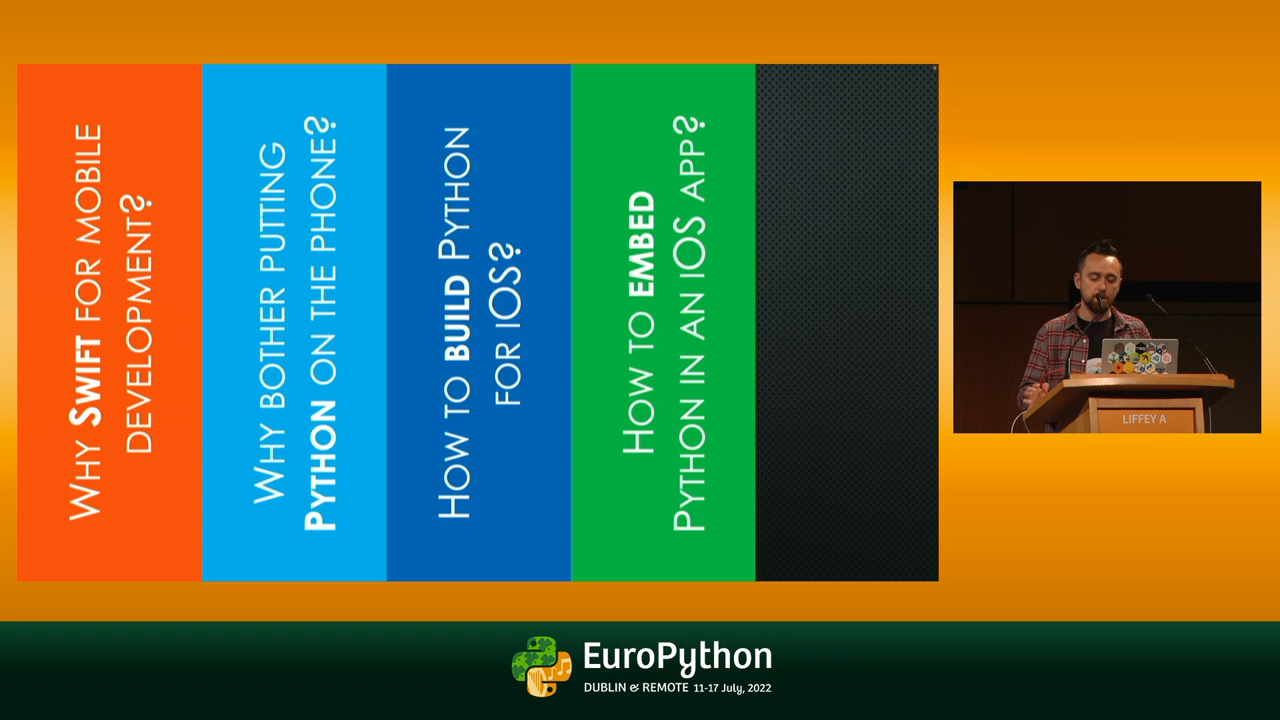 Why Swift for mobile
development?
Why bother putting
Python on the phone?
How to build Python
for iOS?
How to embed
Python in an iOS app?
LIFFEY A
EuroPython
DUBLIN & REMOTE 11-17 July, 2022